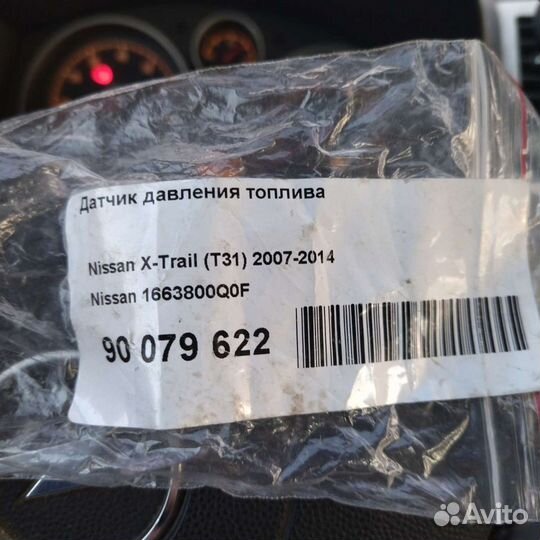 Датчик давления топлива
Nissan X-Trail (T31) 2007-2014
Nissan 1663800Q0F
90 079 622
Avito